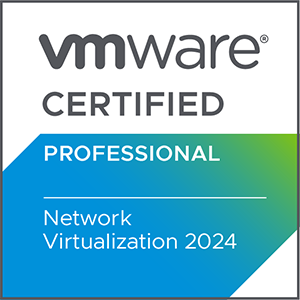 vmware®
CERTIFIED
PROFESSIONAL
Network
Virtualization 2024